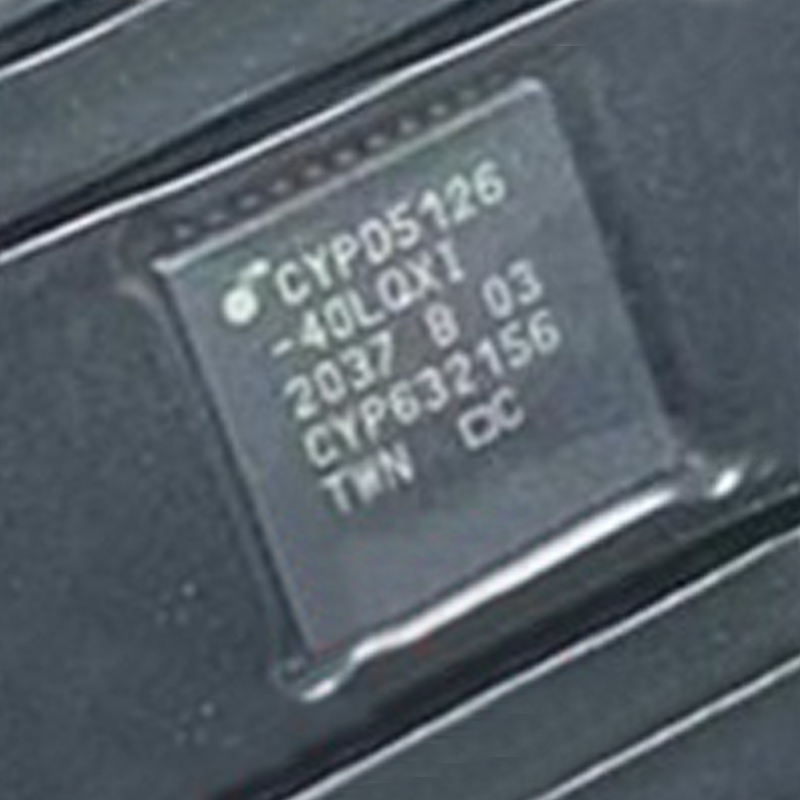 CYPD5126
-40LQXI
2037 B 03
CYP632156
TWN